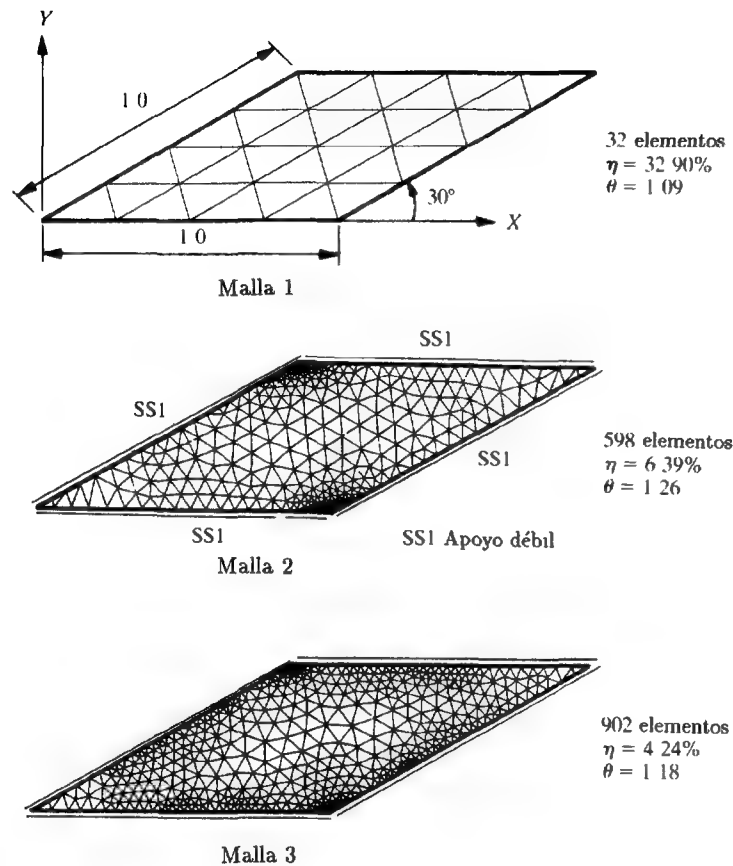 Y
1 0
30°
X
1 0
32 elementos
η = 32 90%
θ = 1 09
Malla 1
SS1
SS1
SS1
SS1
SS1 Apoyo débil
598 elementos
η = 6 39%
θ = 1 26
Malla 2
902 elementos
η = 4 24%
θ = 1 18
Malla 3